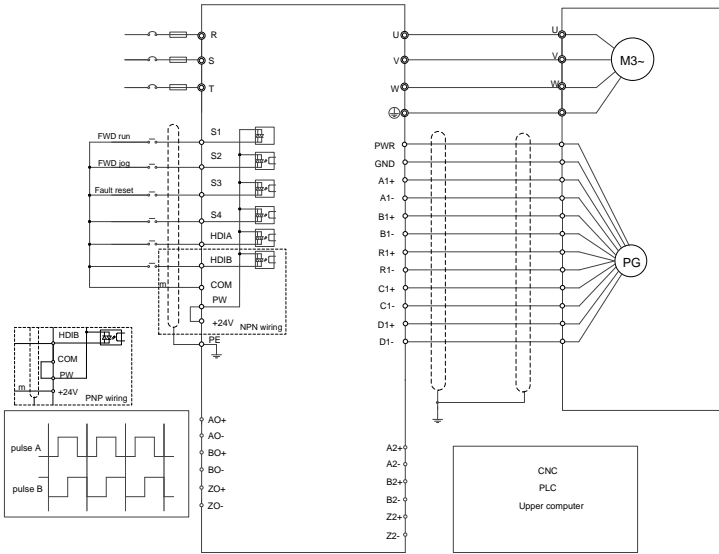 R
S
T
U
V
W
U
V
W
M3~
S1
FWD run
S2
FWD jog
S3
Fault reset
S4
HDIA
HDIB
COM
m
PW
+24V
NPN wiring
PE
PWR
GND
A1+
A1-
B1+
B1-
R1+
R1-
C1+
C1-
D1+
D1-
PG
HDIB
COM
PW
m
+24V
PNP wiring
pulse A
pulse B
AO+
AO-
BO+
BO-
ZO+
ZO-
A2+
A2-
B2+
B2-
Z2+
Z2-
CNC
PLC
Upper computer